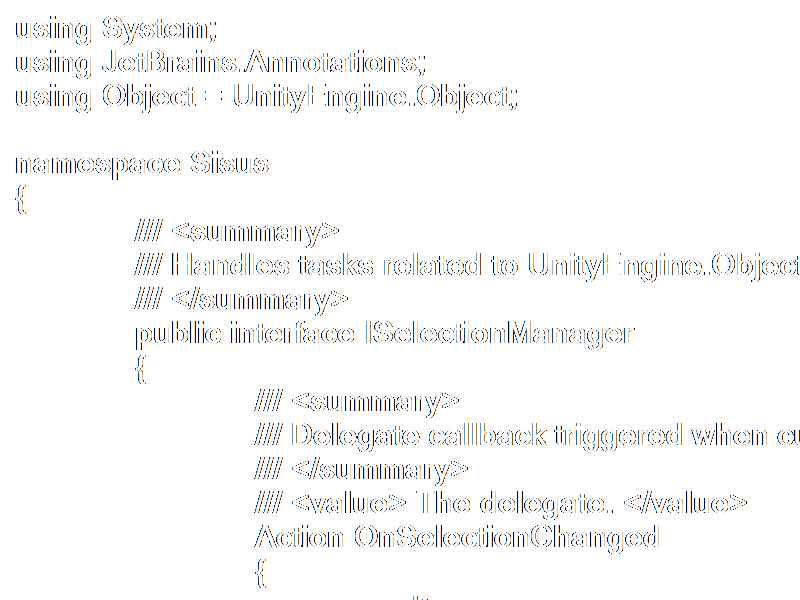 using System;
using JetBrains.Annotations;
using Object = UnityEngine.Object;
namespace Sisus
{
/// <summary>
/// Handles tasks related to UnityEngine.Object
/// </summary>
public interface ISelectionManager
{
/// <summary>
/// Delegate callback triggered when cu
/// </summary>
/// <value> The delegate. </value>
Action OnSelectionChanged
{